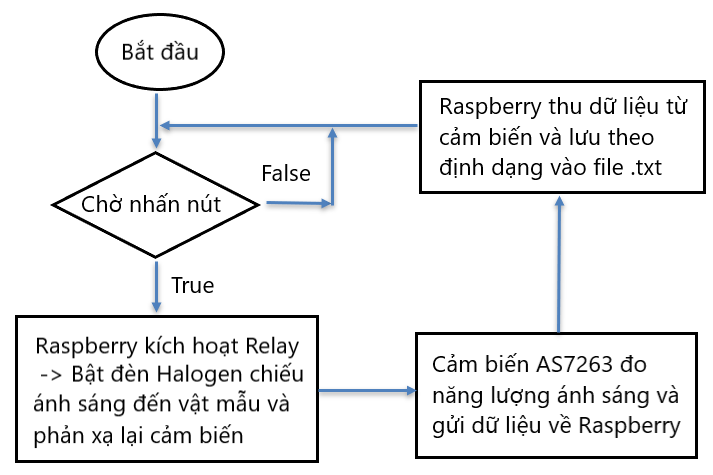 Bắt đầu
Chờ nhấn nút
False
True
Raspberry kích hoạt Relay
-> Bật đèn Halogen chiếu
ánh sáng đến vật mẫu và
phản xạ lại cảm biến
Cảm biến AS7263 đo
năng lượng ánh sáng và
gửi dữ liệu về Raspberry
Raspberry thu dữ liệu từ
cảm biến và lưu theo
định dạng vào file .txt